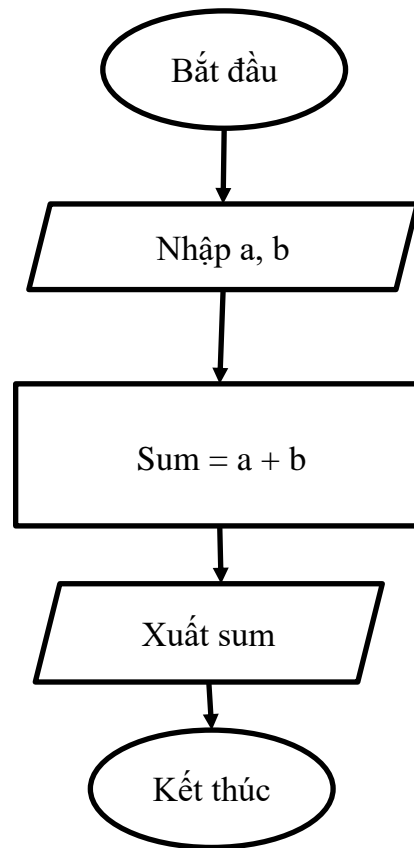 Bắt đầu
Nhập a, b
Sum = a + b
Xuất sum
Kết thúc